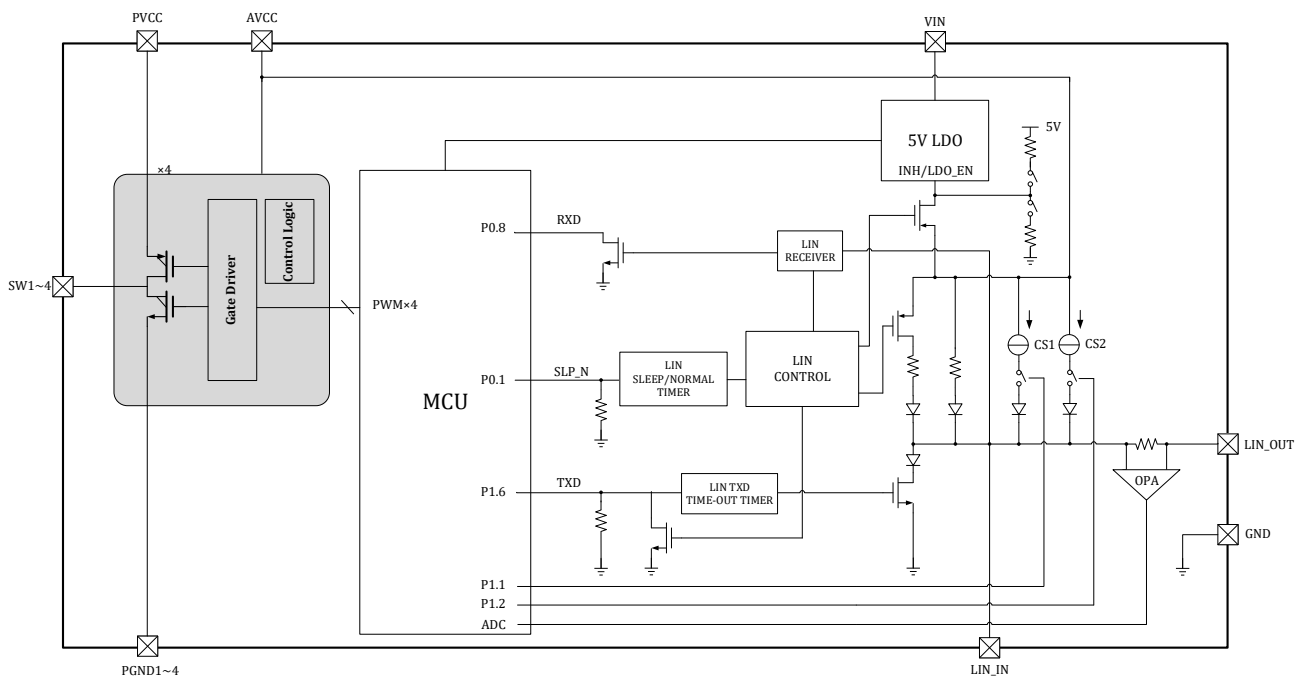 PVCC
AVCC
VIN
5V LDO
INH/LDO_EN
5V
×4
Control Logic
Gate Driver
SW1~4
PWM×4
MCU
P0.8
RXD
LIN
RECEIVER
P0.1
SLP_N
LIN
SLEEP/NORMAL
TIMER
LIN
CONTROL
CS1
CS2
LIN_OUT
OPA
P1.6
TXD
LIN TXD
TIME-OUT TIMER
GND
P1.1
P1.2
ADC
PGND1~4
LIN_IN